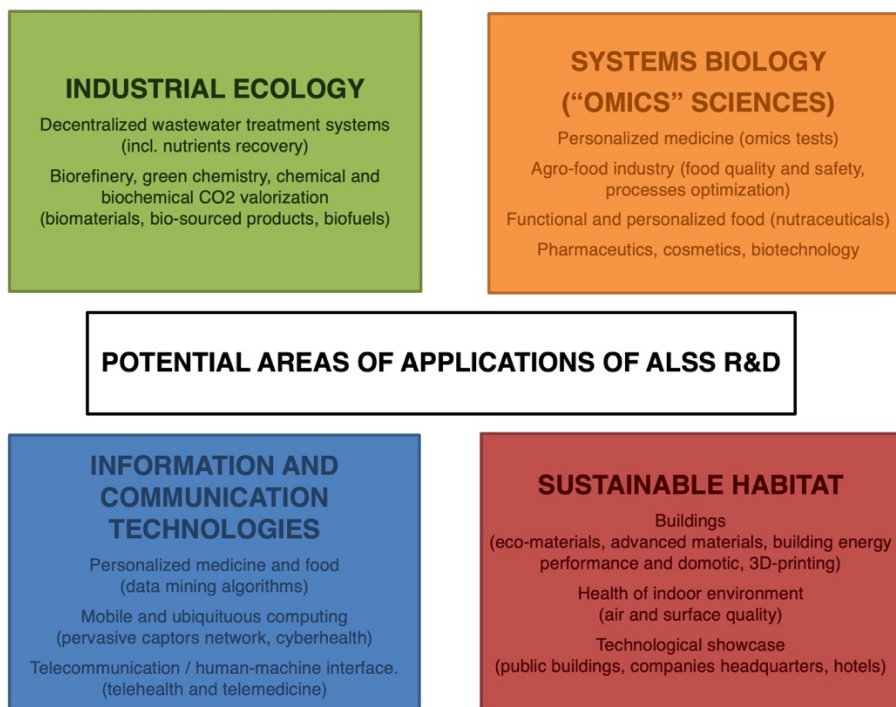 INDUSTRIAL ECOLOGY
Decentralized wastewater treatment systems
(incl. nutrients recovery)
Biorefinery, green chemistry, chemical and
biochemical CO2 valorization
(biomaterials, bio-sourced products, biofuels)
SYSTEMS BIOLOGY
(“OMICS” SCIENCES)
Personalized medicine (omics tests)
Agro-food industry (food quality and safety,
processes optimization)
Functional and personalized food (nutraceuticals)
Pharmaceutics, cosmetics, biotechnology
POTENTIAL AREAS OF APPLICATIONS OF ALSS R&D
INFORMATION AND
COMMUNICATION
TECHNOLOGIES
Personalized medicine and food
(data mining algorithms)
Mobile and ubiquituous computing
(pervasive captors network, cyberhealth)
Telecommunication / human-machine interface.
(telehealth and telemedicine)
SUSTAINABLE HABITAT
Buildings
(eco-materials, advanced materials, building energy
performance and domotic, 3D-printing)
Health of indoor environment
(air and surface quality)
Technological showcase
(public buildings, companies headquarters, hotels)